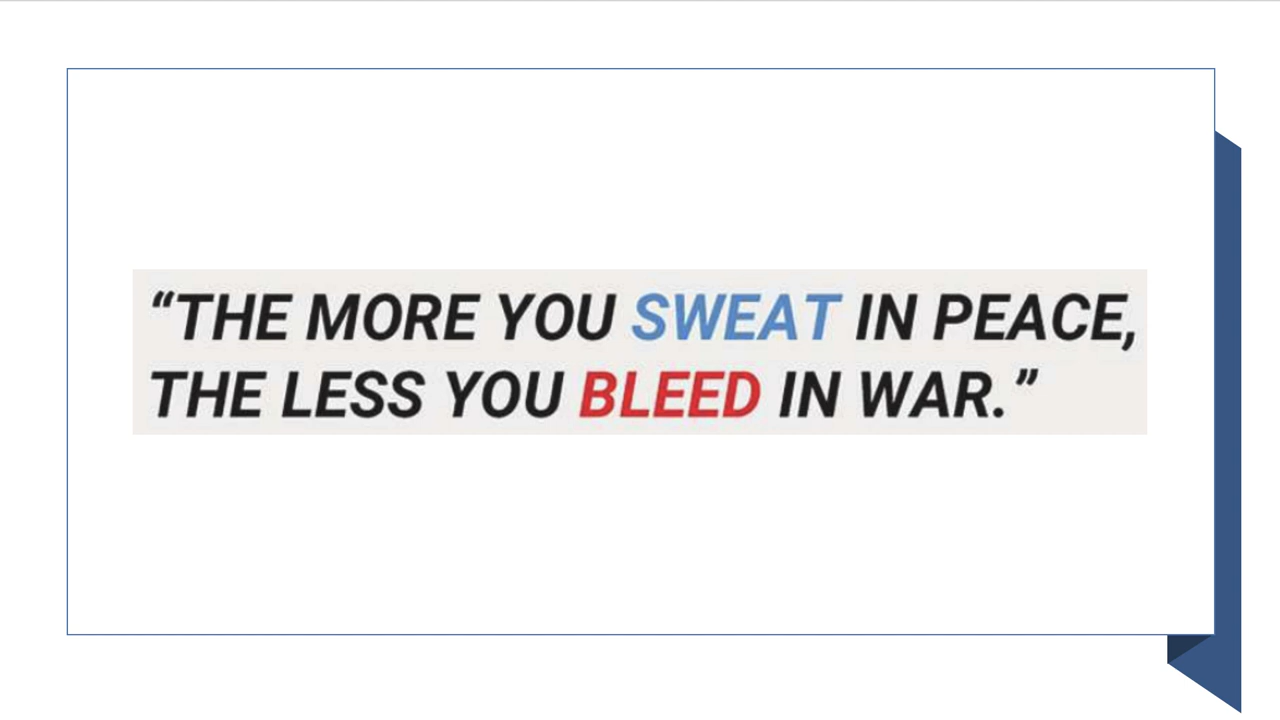 “THE MORE YOU SWEAT IN PEACE,
THE LESS YOU BLEED IN WAR.”